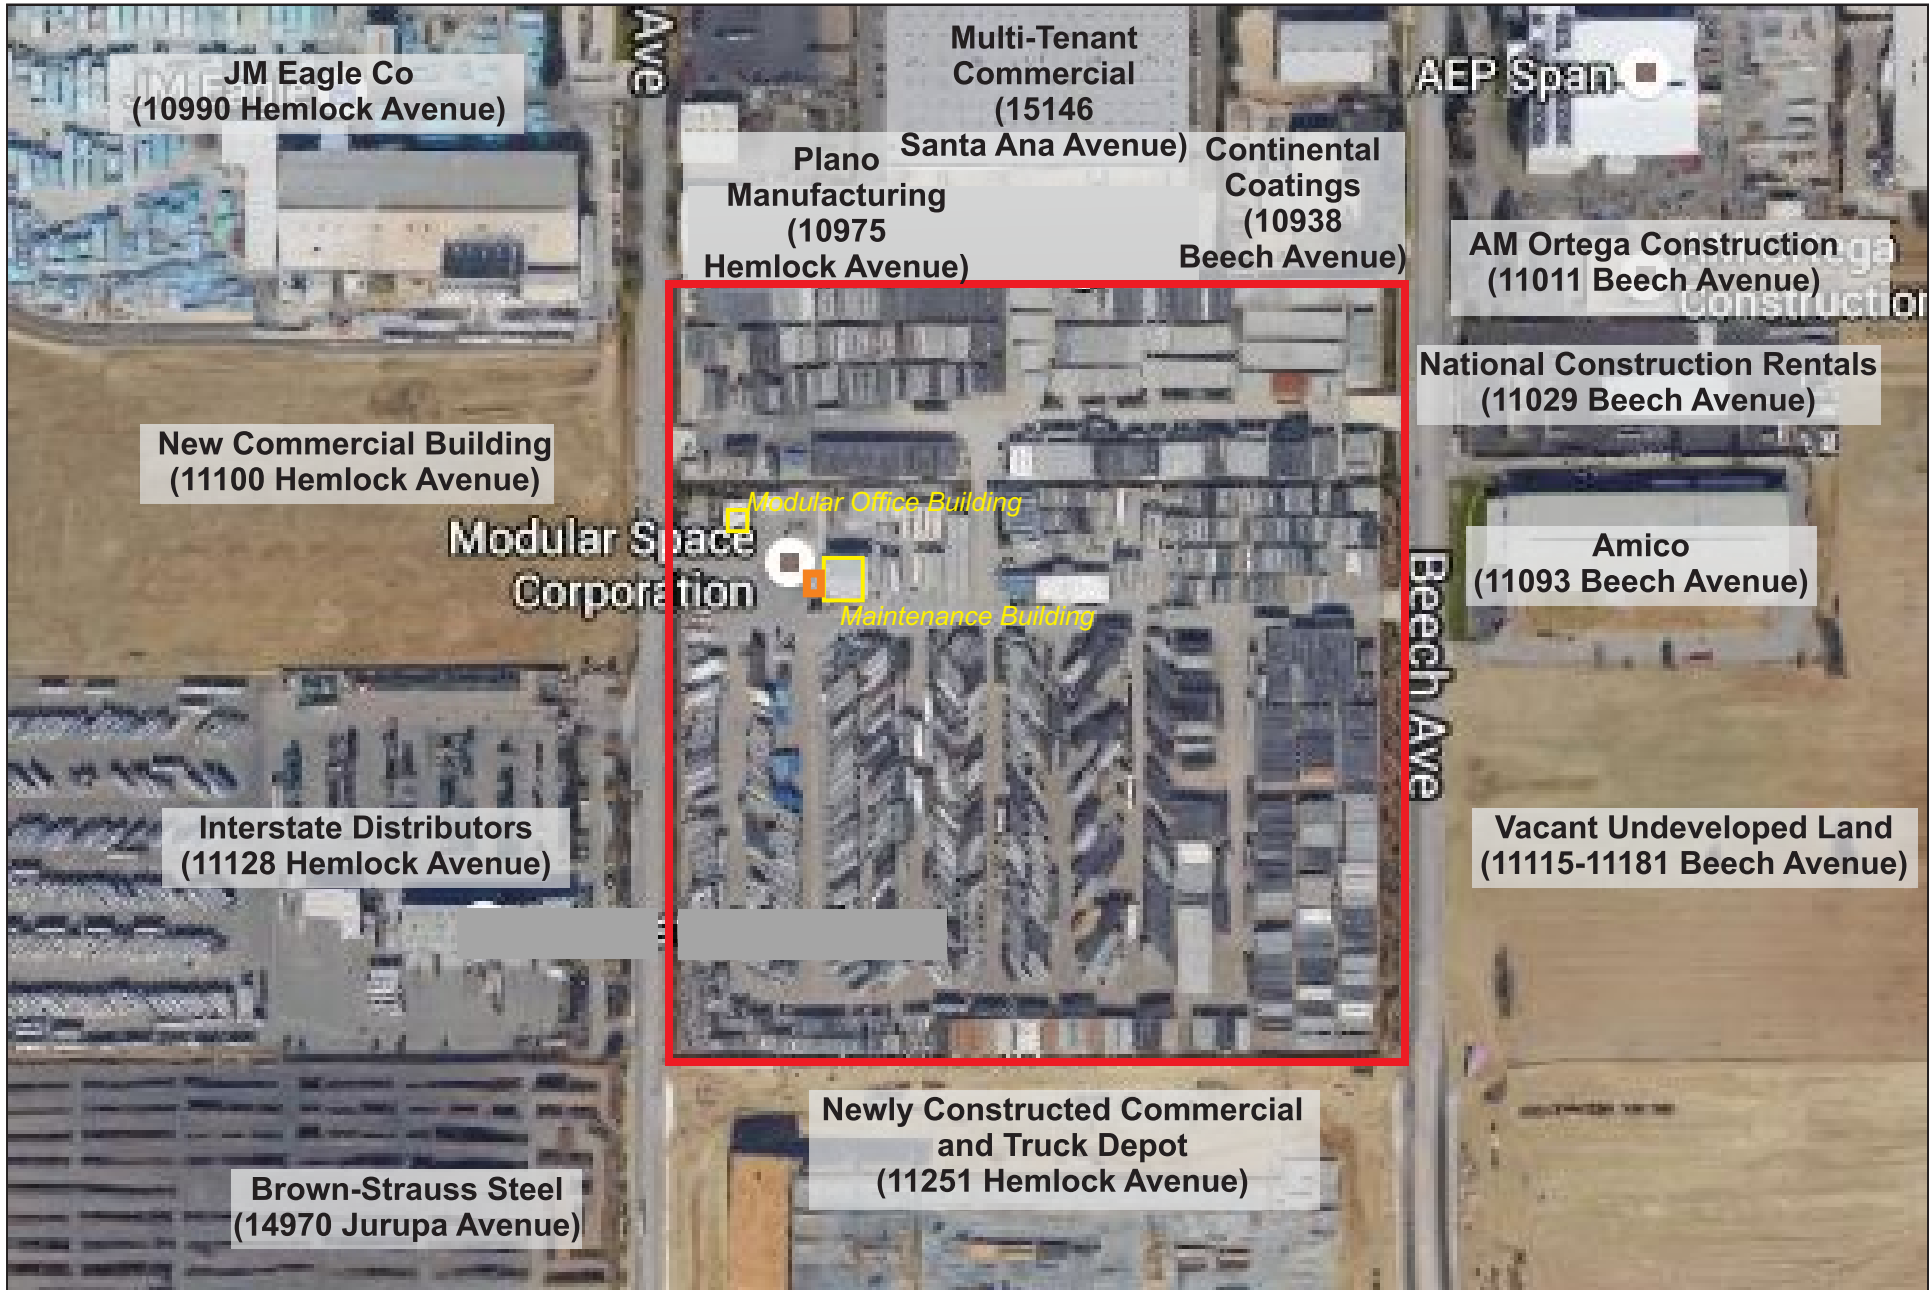 JM Eagle Co
(10990 Hemlock Avenue)
Ave
Multi-Tenant
Commercial
(15146
Santa Ana Avenue)
Plano
Manufacturing
(10975
Hemlock Avenue)
Continental
Coatings
(10938
Beech Avenue)
AEP Span
AM Ortega Construction
(11011 Beech Avenue)
Ortega
Construction
National Construction Rentals
(11029 Beech Avenue)
New Commercial Building
(11100 Hemlock Avenue)
Modular Office Building
Modular Space
Corporation
Maintenance Building
Amico
(11093 Beech Avenue)
Beech Ave
Interstate Distributors
(11128 Hemlock Avenue)
Vacant Undeveloped Land
(11115-11181 Beech Avenue)
Newly Constructed Commercial
and Truck Depot
(11251 Hemlock Avenue)
Brown-Strauss Steel
(14970 Jurupa Avenue)